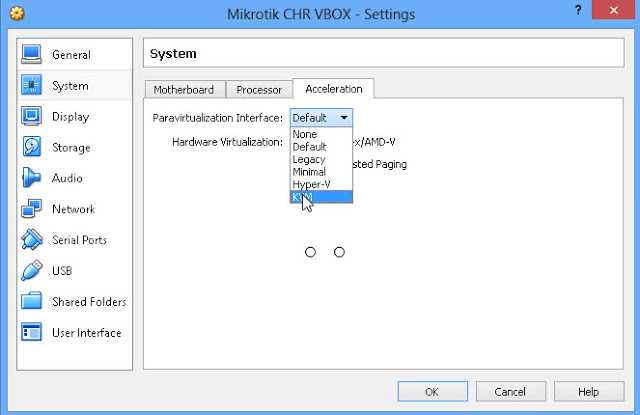 Mikrotik CHR VBOX - Settings
?
General
System
Display
Storage
Audio
Network
Serial Ports
USB
Shared Folders
User Interface
System
Motherboard Processor Acceleration
Paravirtualization Interface: Default
None
Default
Legacy
Minimal
Hyper-V
KVM
Hardware Virtualization: x/AMD-V
sted Paging
OK Cancel Help